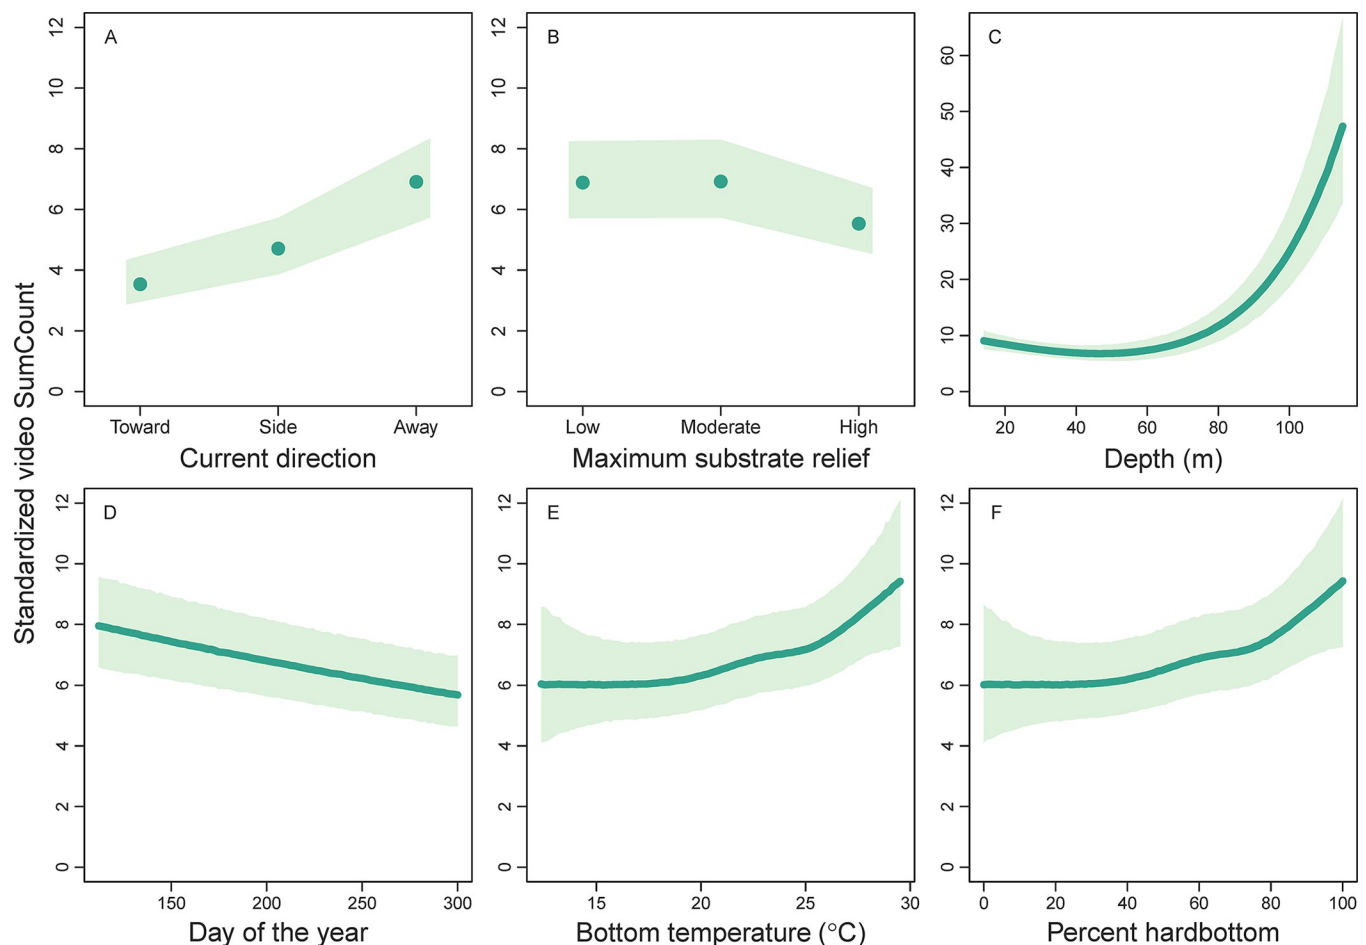 Standardized video SumCount
A
12
10
8
6
4
2
0
Toward Side Away
Current direction
B
12
10
8
6
4
2
0
Low Moderate High
Maximum substrate relief
C
60
50
40
30
20
10
0
20 40 60 80 100
Depth (m)
D
12
10
8
6
4
2
0
150 200 250 300
Day of the year
E
12
10
8
6
4
2
0
15 20 25 30
Bottom temperature (°C)
F
12
10
8
6
4
2
0
0 20 40 60 80 100
Percent hardbottom